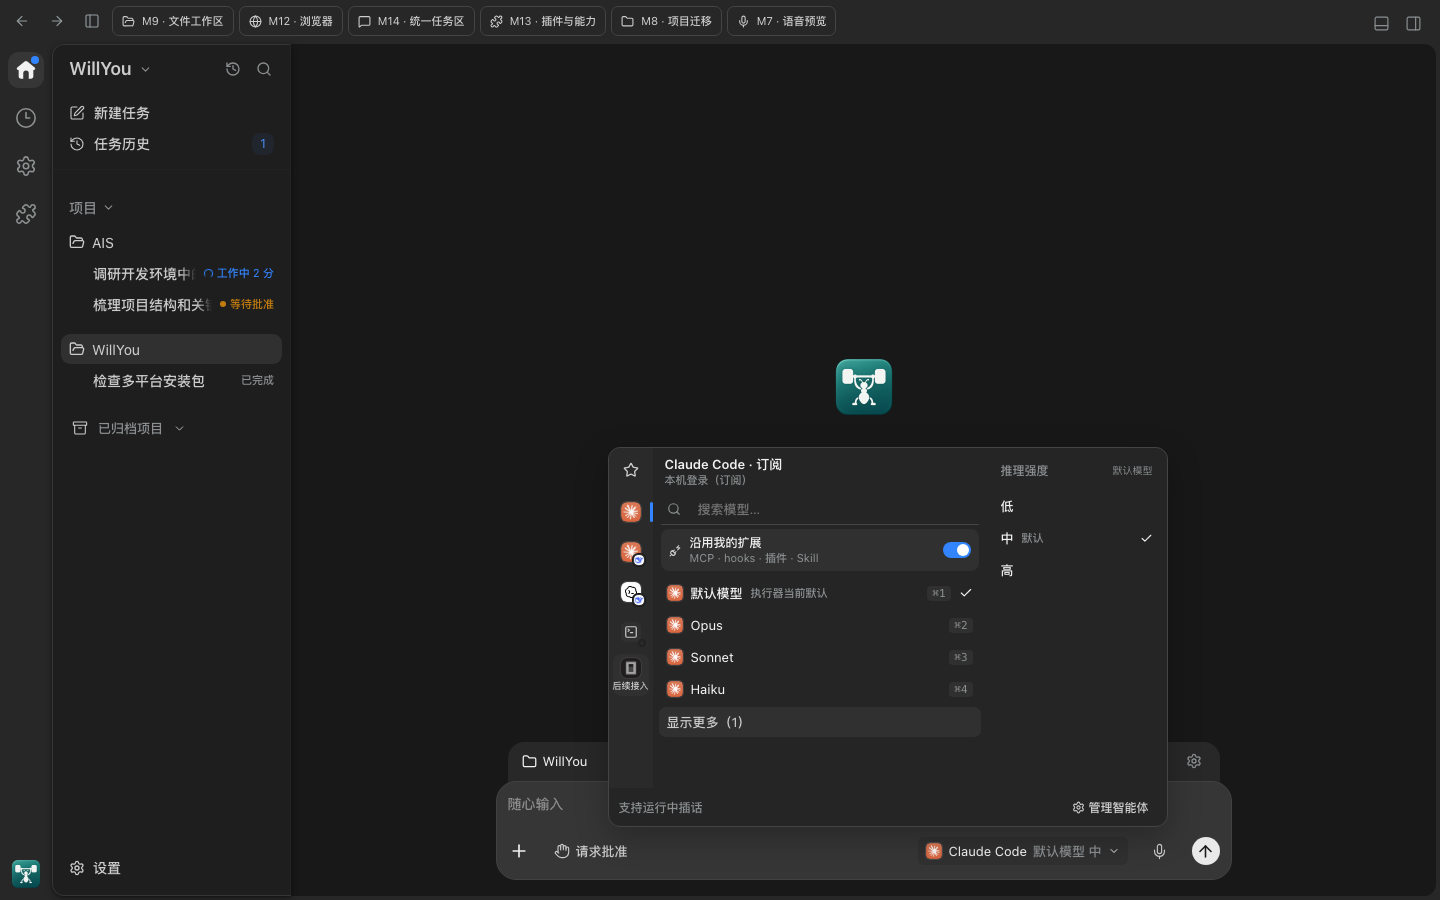 M9 · 文件工作区
M12 · 浏览器
M14 · 统一任务区
M13 · 插件与能力
M8 · 项目迁移
M7 · 语音预览
WillYou
新建任务
任务历史
1
项目
AIS
调研开发环境中
工作中 2 分
梳理项目结构和关
等待批准
WillYou
检查多平台安装包
已完成
已归档项目
设置
Claude Code · 订阅
本机登录（订阅）
搜索模型...
沿用我的扩展
MCP · hooks · 插件 · Skill
默认模型 执行器当前默认 ⌘1
Opus ⌘2
Sonnet ⌘3
Haiku ⌘4
显示更多（1）
后续接入
推理强度 默认模型
低
中 默认
高
支持运行中插话
管理智能体
WillYou
随心输入
请求批准
Claude Code 默认模型 中